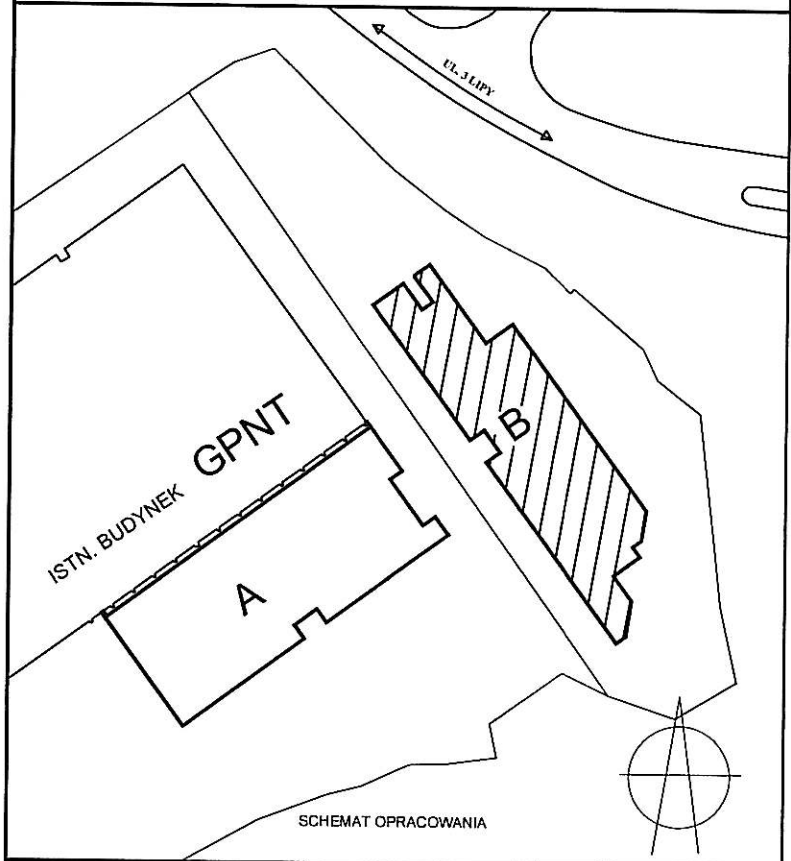 UL. 3 LIPY
B
ISTN. BUDYNEK GPNT
A
SCHEMAT OPRACOWANIA